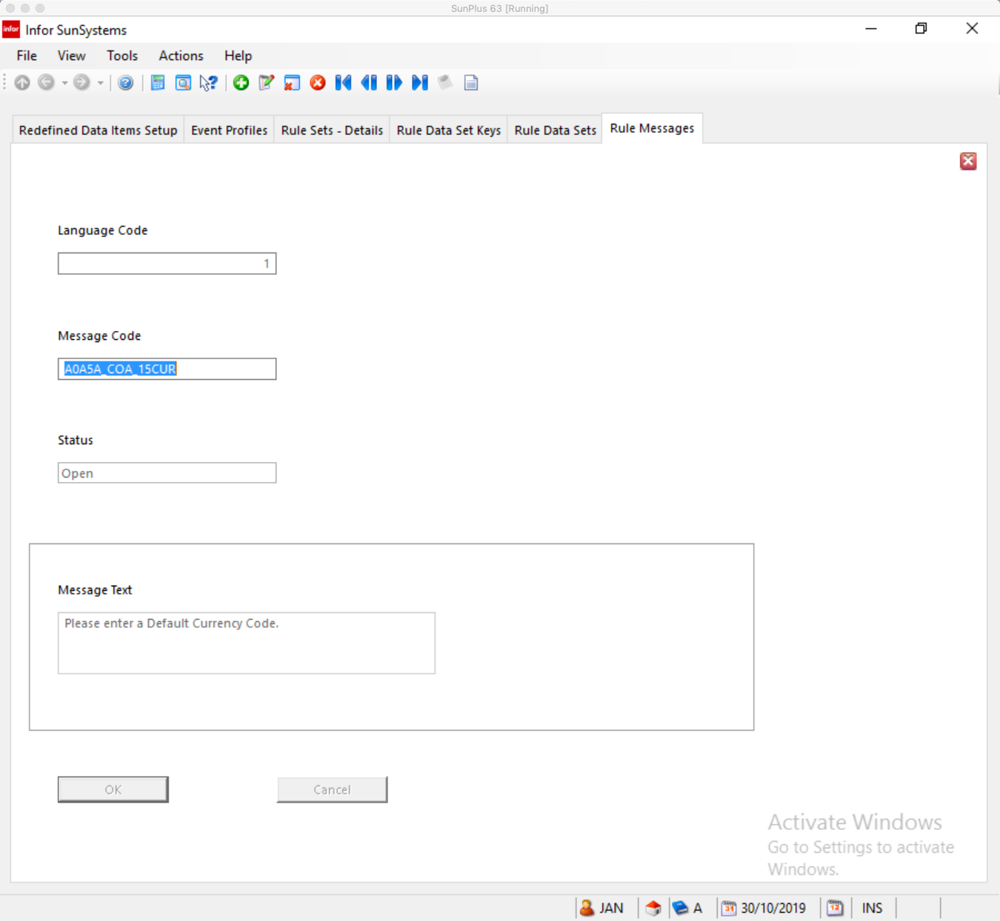 SunPlus 63 [Running]
infor Infor SunSystems
File View Tools Actions Help
Redefined Data Items Setup Event Profiles Rule Sets - Details Rule Data Set Keys Rule Data Sets Rule Messages
Language Code
1
Message Code
A0A5A_COA_15CUR
Status
Open
Message Text
Please enter a Default Currency Code.
OK Cancel
Activate Windows
Go to Settings to activate
Windows.
JAN A 31 30/10/2019 12 INS